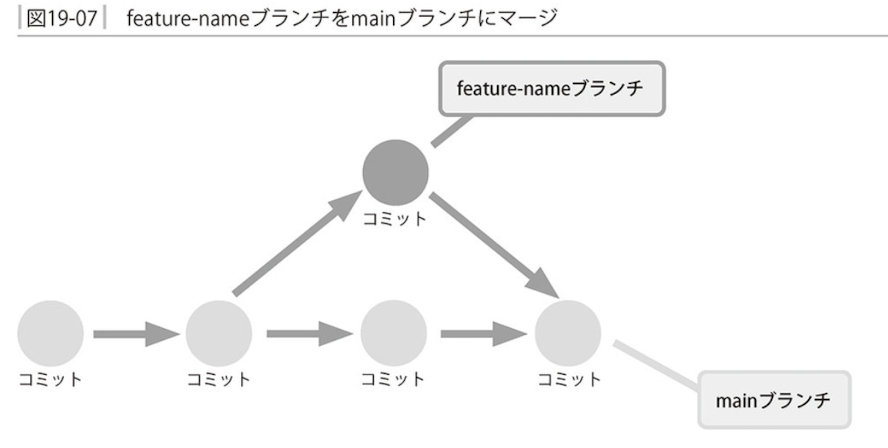 図19-07 feature-nameブランチをmainブランチにマージ
feature-nameブランチ
コミット
コミット
コミット
コミット
コミット
mainブランチ